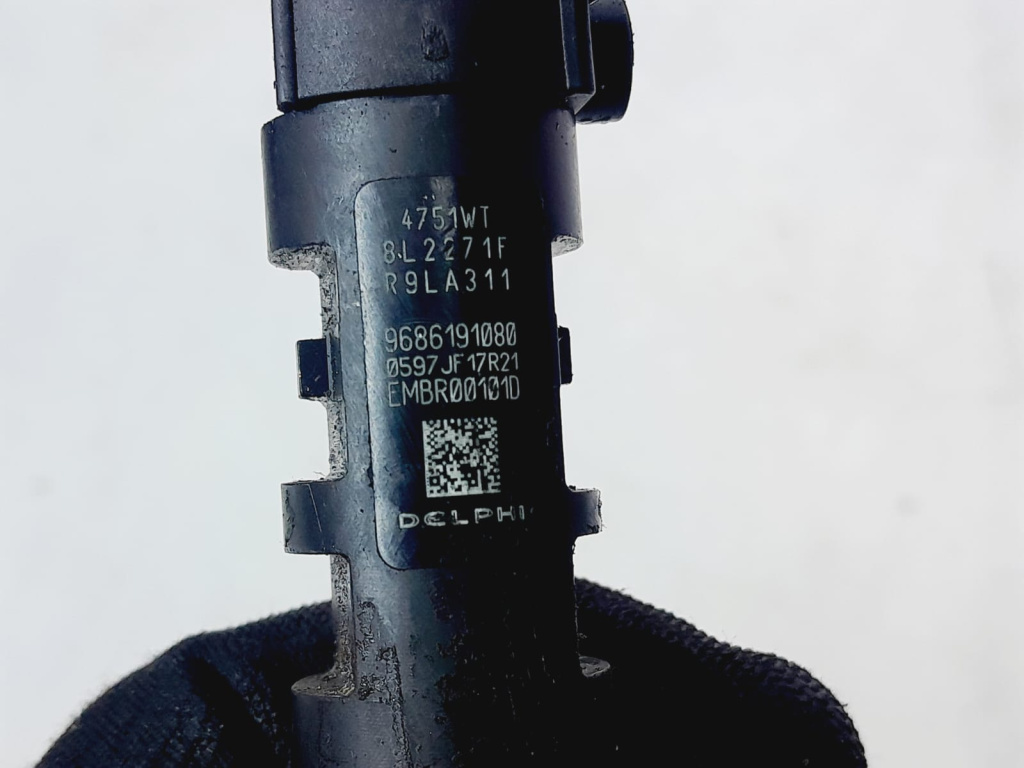 4751WT
8L2271F
R9LA311
9686191080
0597JF17R21
EMBR00101D
DELPHI